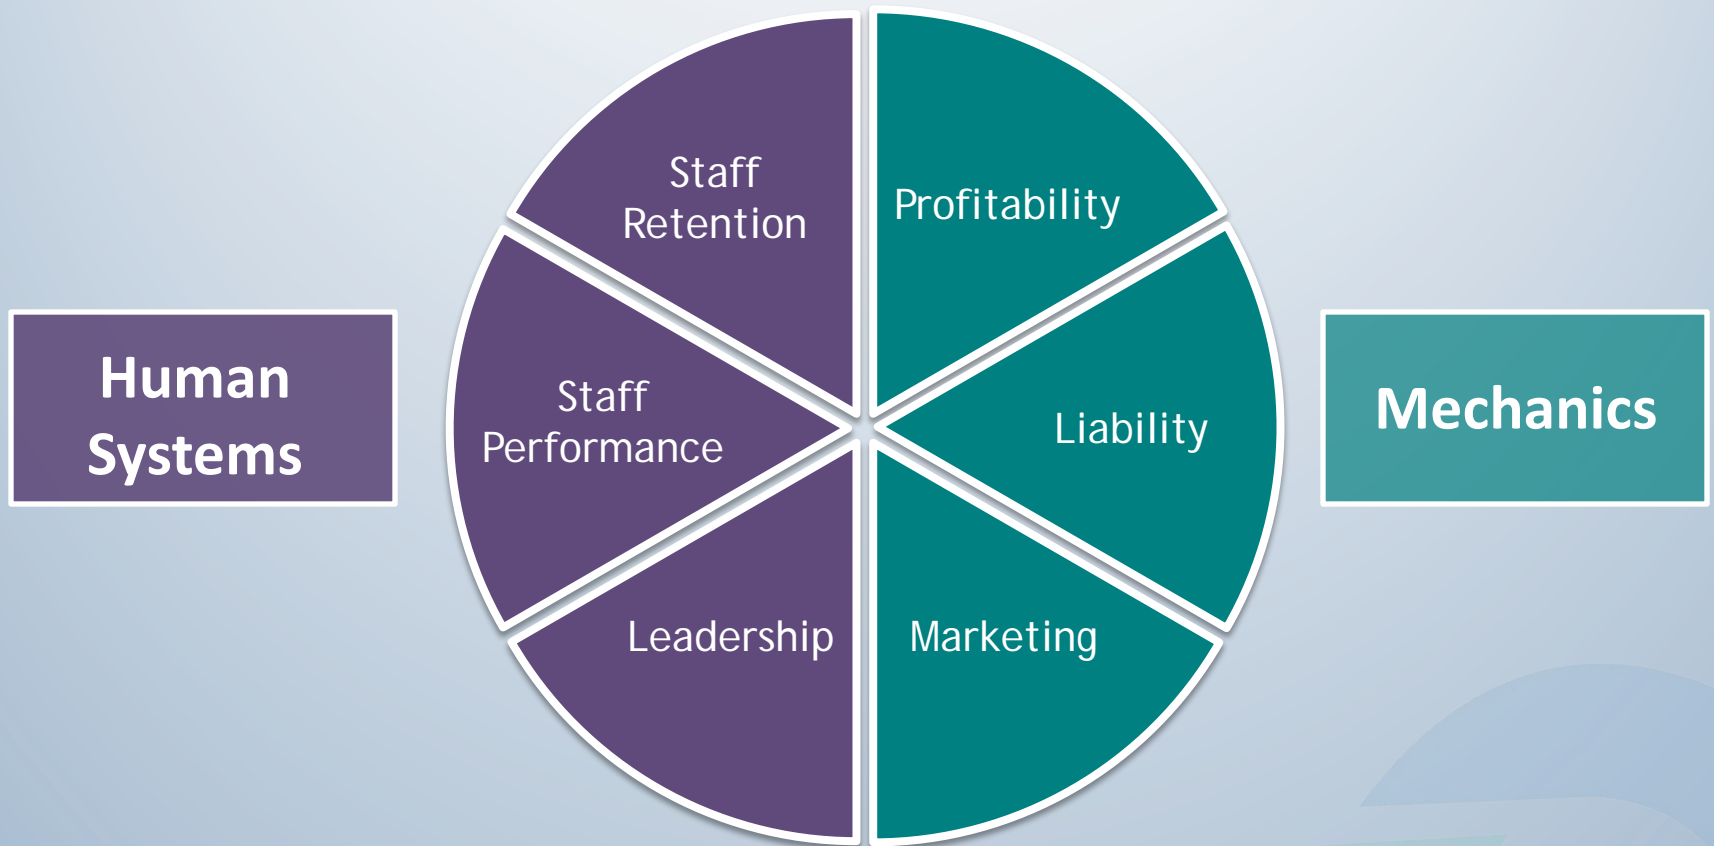 Human
Systems
Staff
Retention
Staff
Performance
Leadership
Profitability
Liability
Marketing
Mechanics